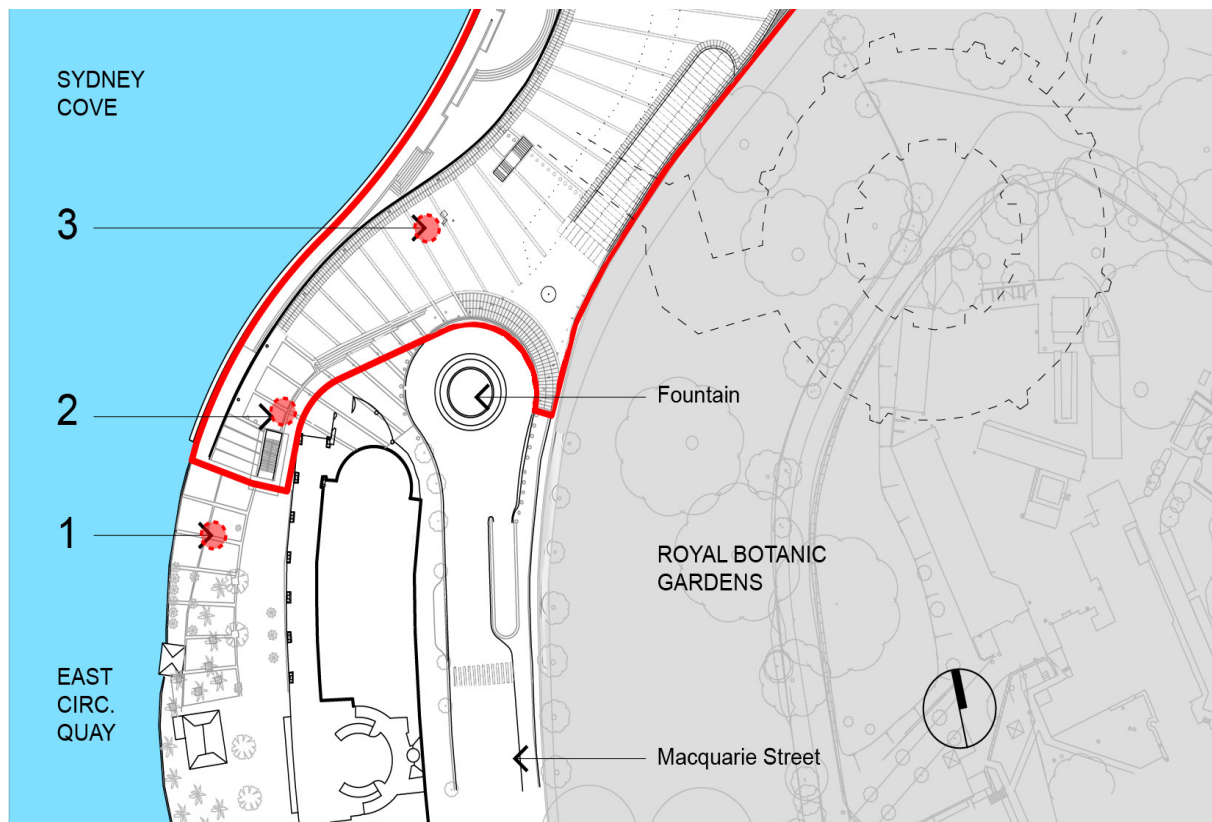 SYDNEY
COVE
3
2
Fountain
1
ROYAL BOTANIC
GARDENS
EAST
CIRC.
QUAY
Macquarie Street